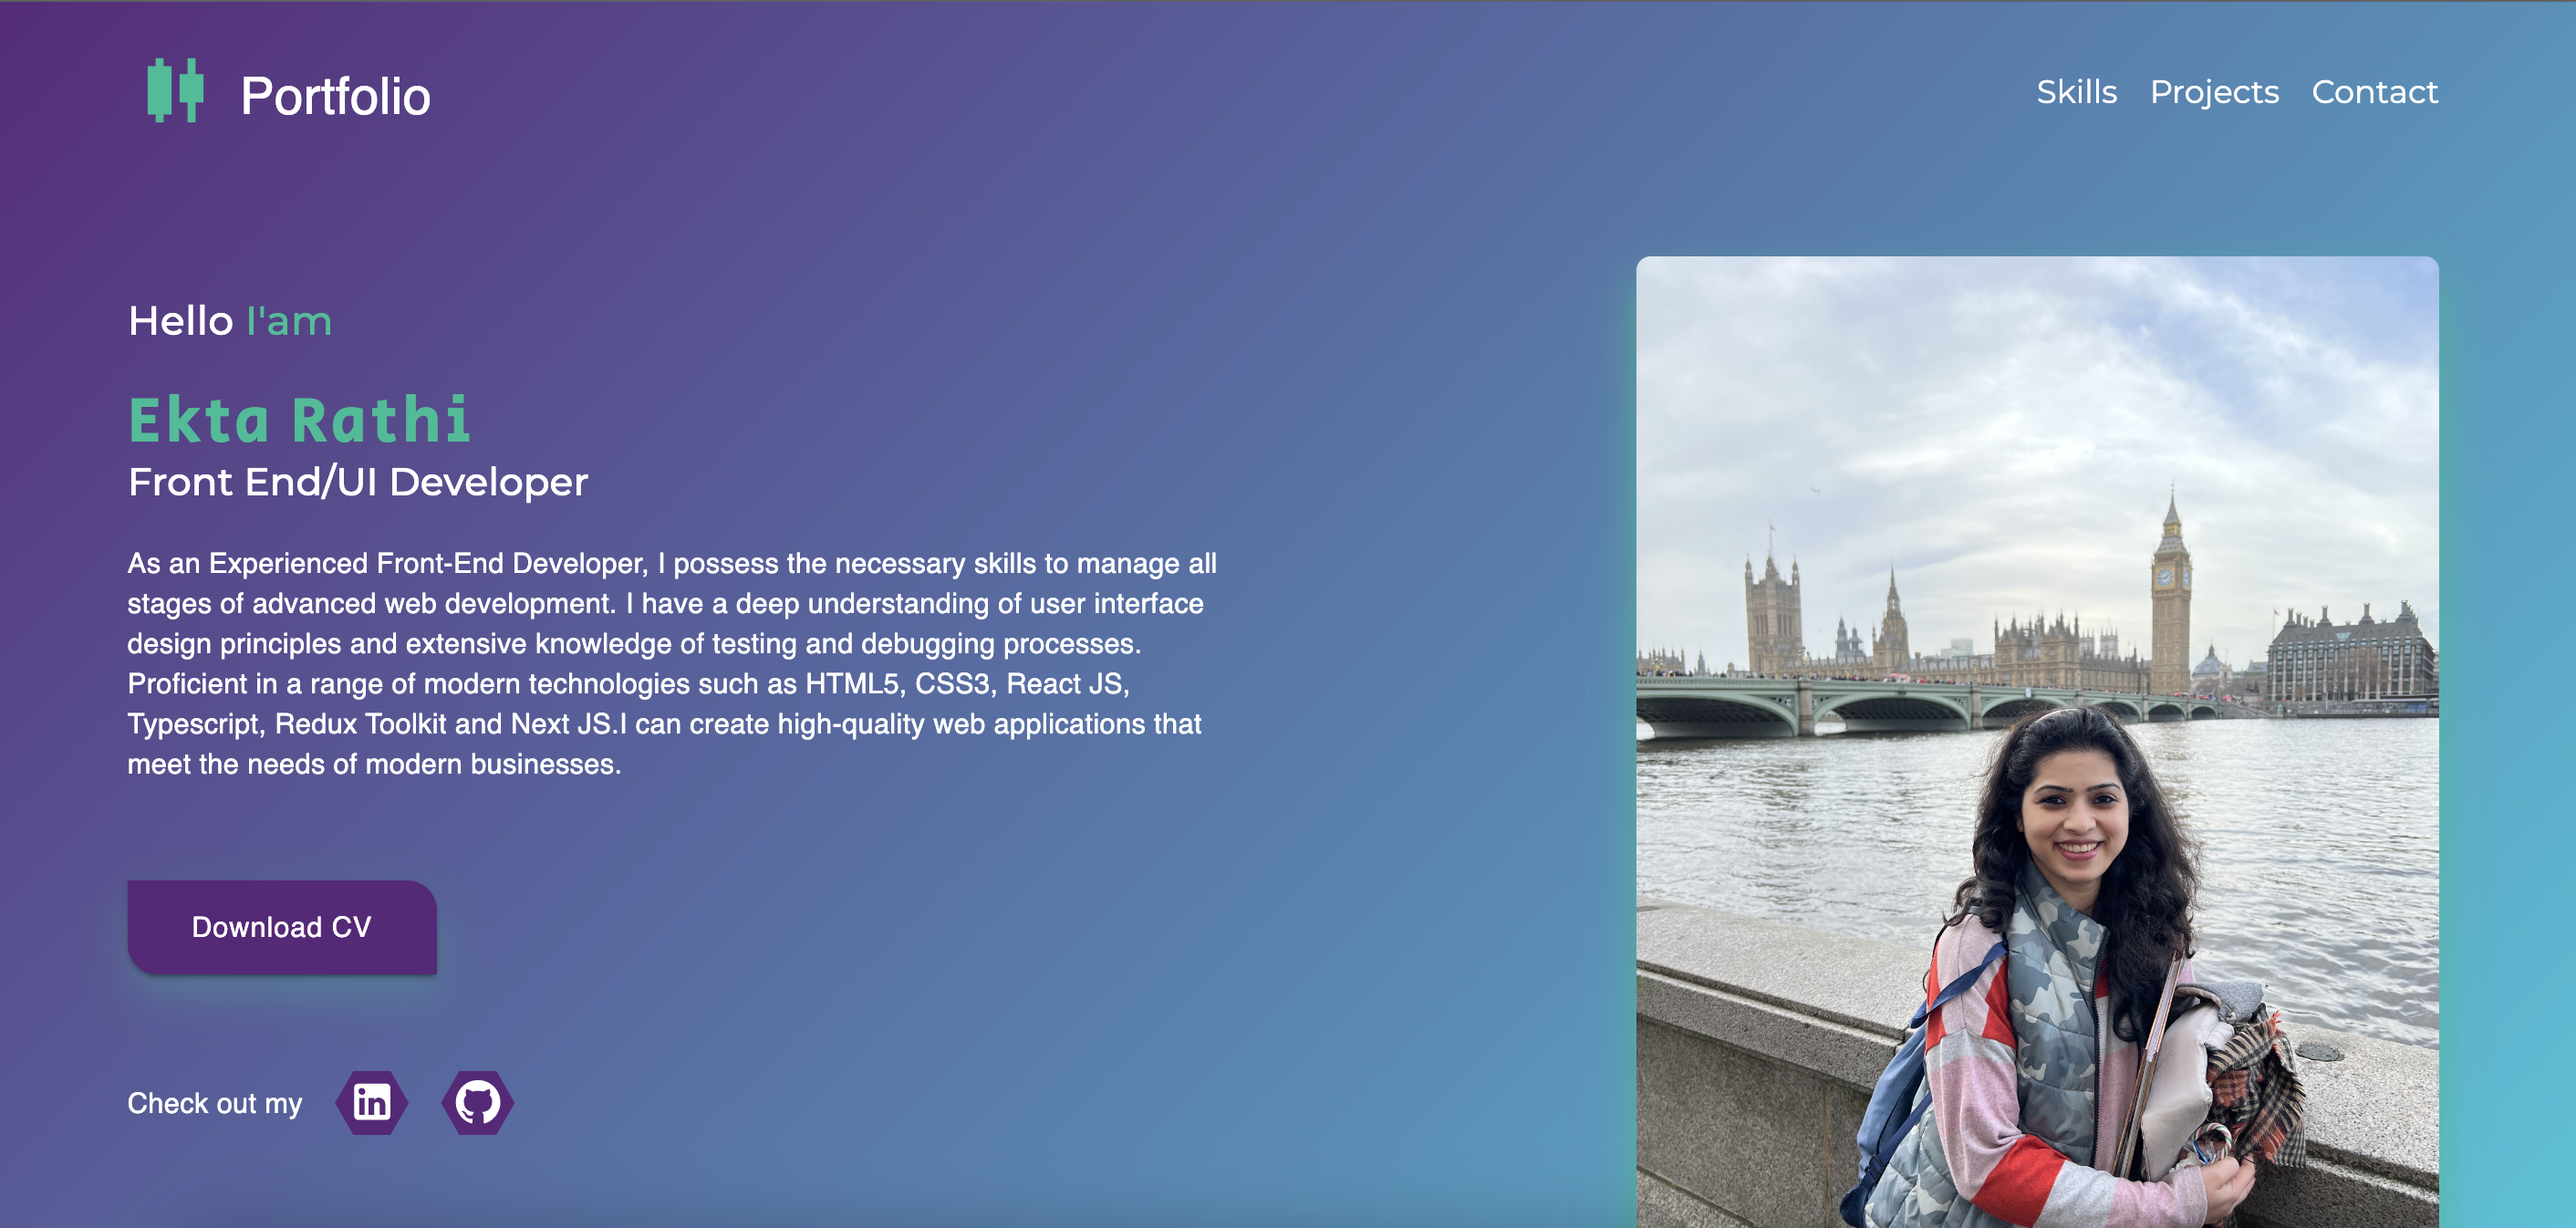 Portfolio
Skills Projects Contact
Hello I'am
Ekta Rathi
Front End/UI Developer
As an Experienced Front-End Developer, I possess the necessary skills to manage all
stages of advanced web development. I have a deep understanding of user interface
design principles and extensive knowledge of testing and debugging processes.
Proficient in a range of modern technologies such as HTML5, CSS3, React JS,
Typescript, Redux Toolkit and Next JS.I can create high-quality web applications that
meet the needs of modern businesses.
Download CV
Check out my in